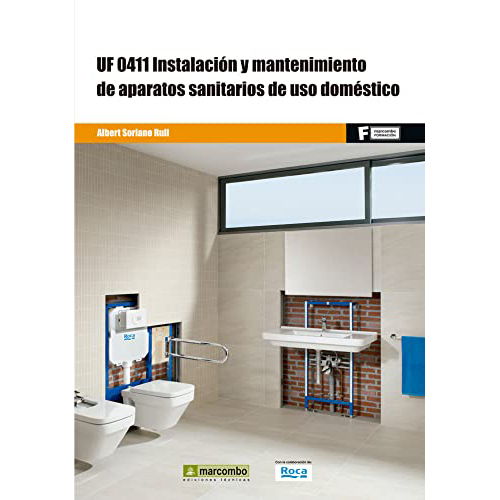 UF 0411 Instalación y mantenimiento
de aparatos sanitarios de uso doméstico
Albert Soriano Rull
F marcombo
FORMACIÓN
Roca
marcombo
ediciones técnicas
Con la colaboración de:
Roca